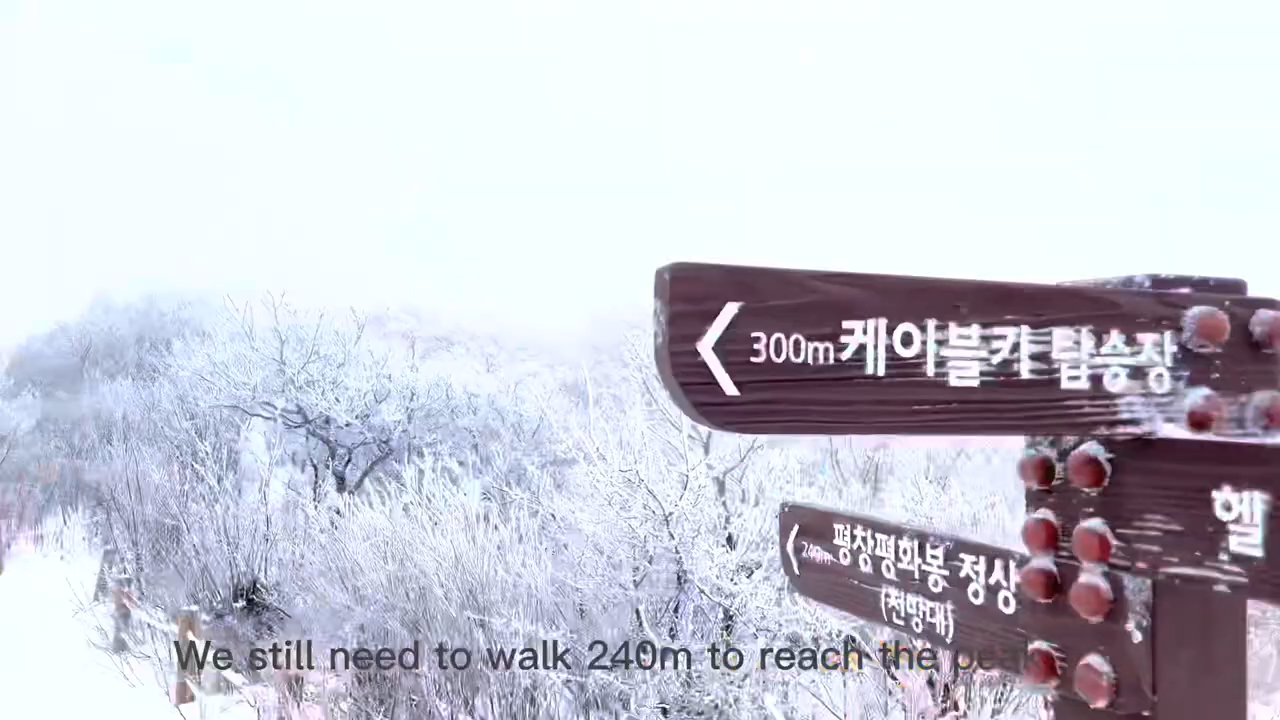 300m 케이블카 탑승장
헬
240m 평창평화봉 정상
(천망대)
We still need to walk 240m to reach the peak